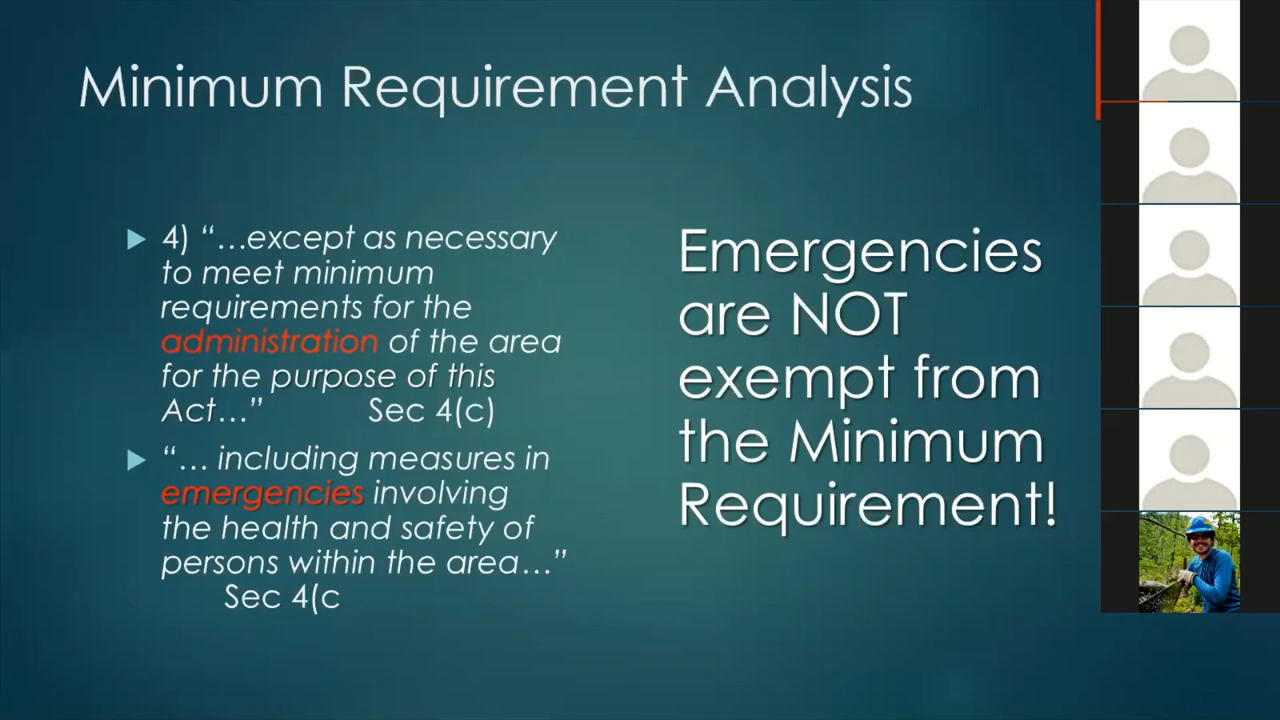 Minimum Requirement Analysis
4) “…except as necessary
to meet minimum
requirements for the
administration of the area
for the purpose of this
Act…” Sec 4(c)
“… including measures in
emergencies involving
the health and safety of
persons within the area…”
Sec 4(c
Emergencies
are NOT
exempt from
the Minimum
Requirement!